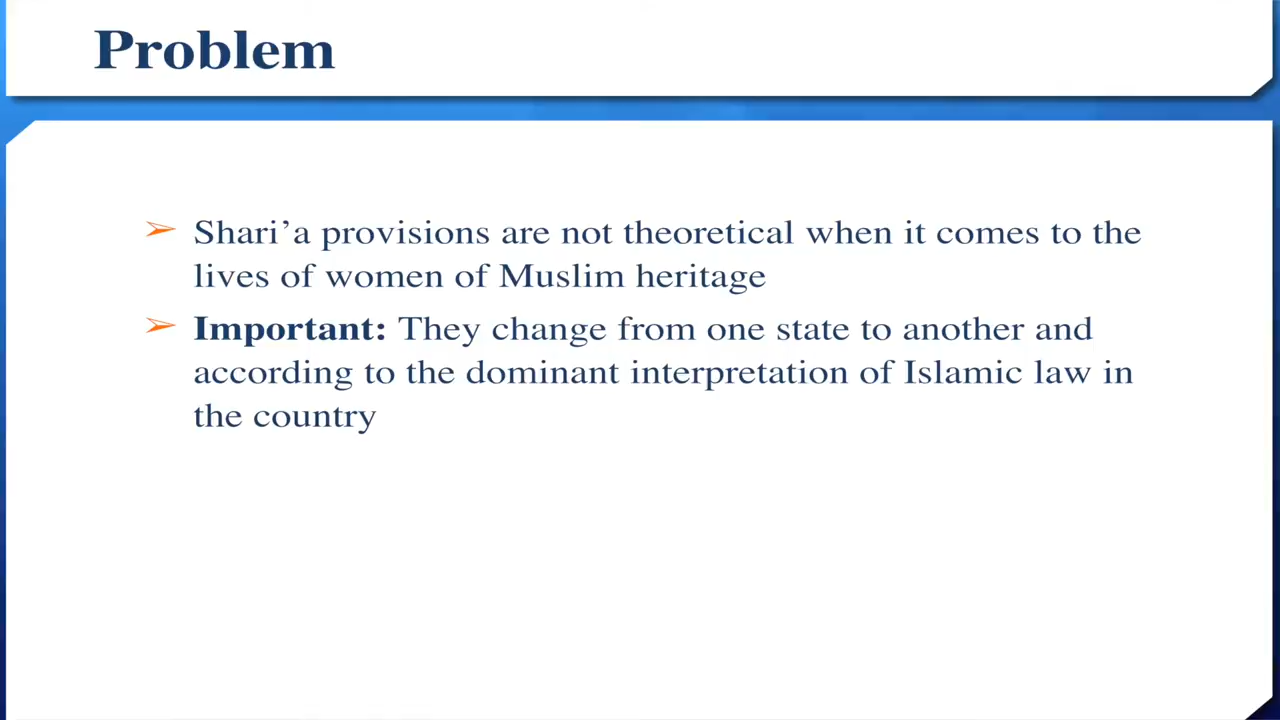 Problem
➢ Shari’a provisions are not theoretical when it comes to the
lives of women of Muslim heritage
➢ Important: They change from one state to another and
according to the dominant interpretation of Islamic law in
the country